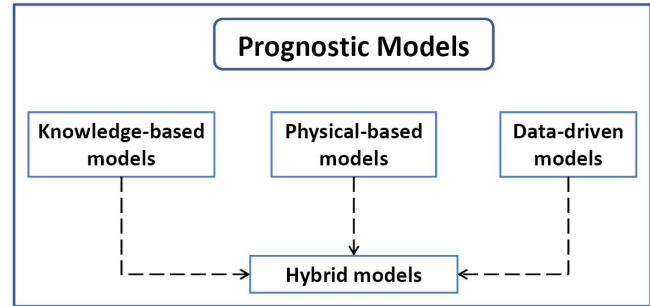 Prognostic Models
Knowledge-based
models
Physical-based
models
Data-driven
models
Hybrid models